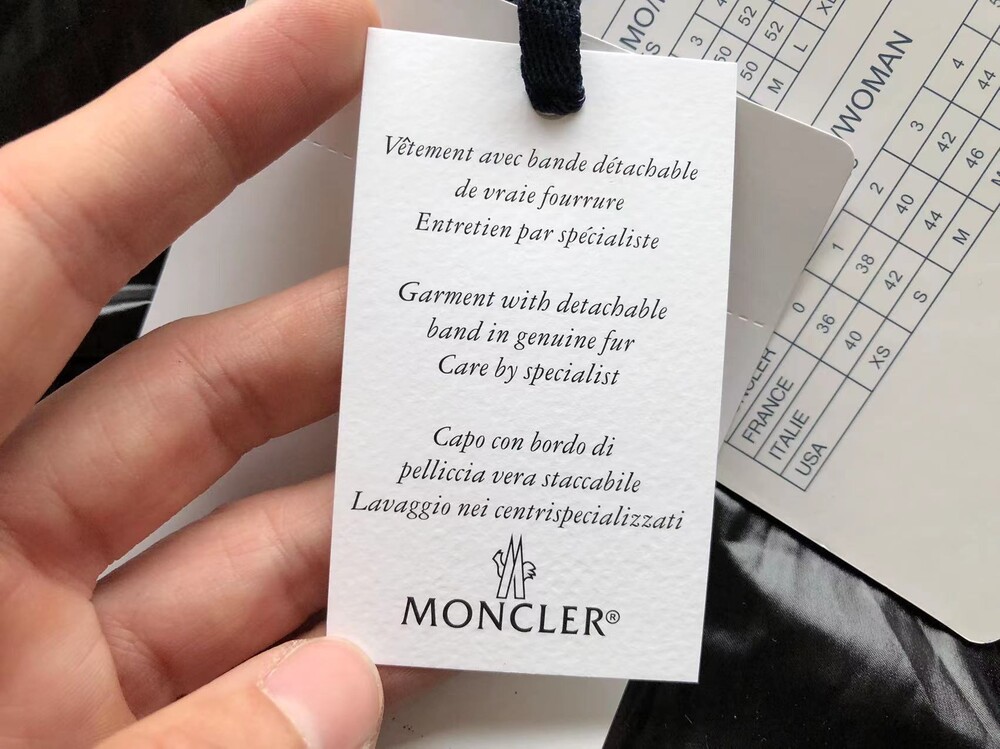 Vêtement avec bande détachable
de vraie fourrure
Entretien par spécialiste
Garment with detachable
band in genuine fur
Care by specialist
Capo con bordo di
pelliccia vera staccabile
Lavaggio nei centrispecializzati
MONCLER®
/WOMAN
0 1 2 3 4
FRANCE 36 38 40 42 44
ITALIE 40 42 44 46
USA XS S M
3
50 52 52
50 M L